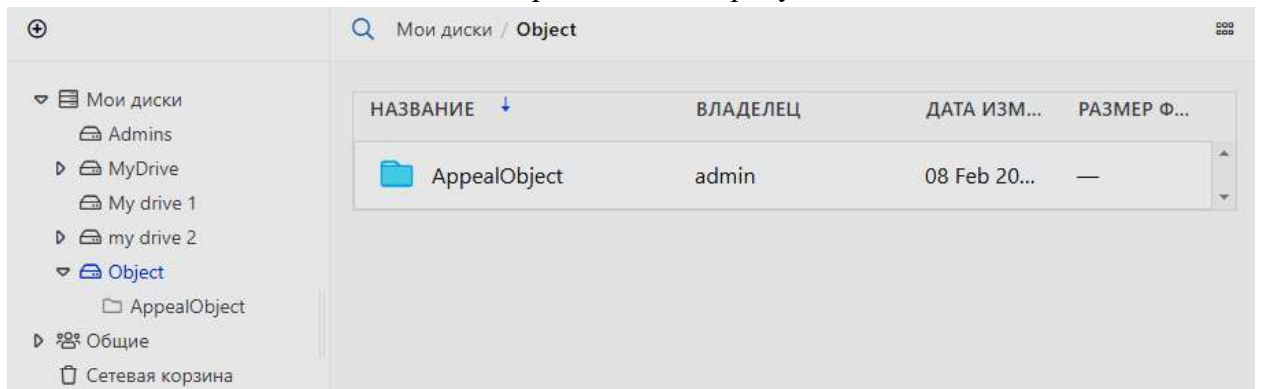 Мои диски / Object
Мои диски
Admins
MyDrive
My drive 1
my drive 2
Object
AppealObject
Общие
Сетевая корзина
НАЗВАНИЕ ВЛАДЕЛЕЦ ДАТА ИЗМ... РАЗМЕР Ф...
AppealObject admin 08 Feb 20... —